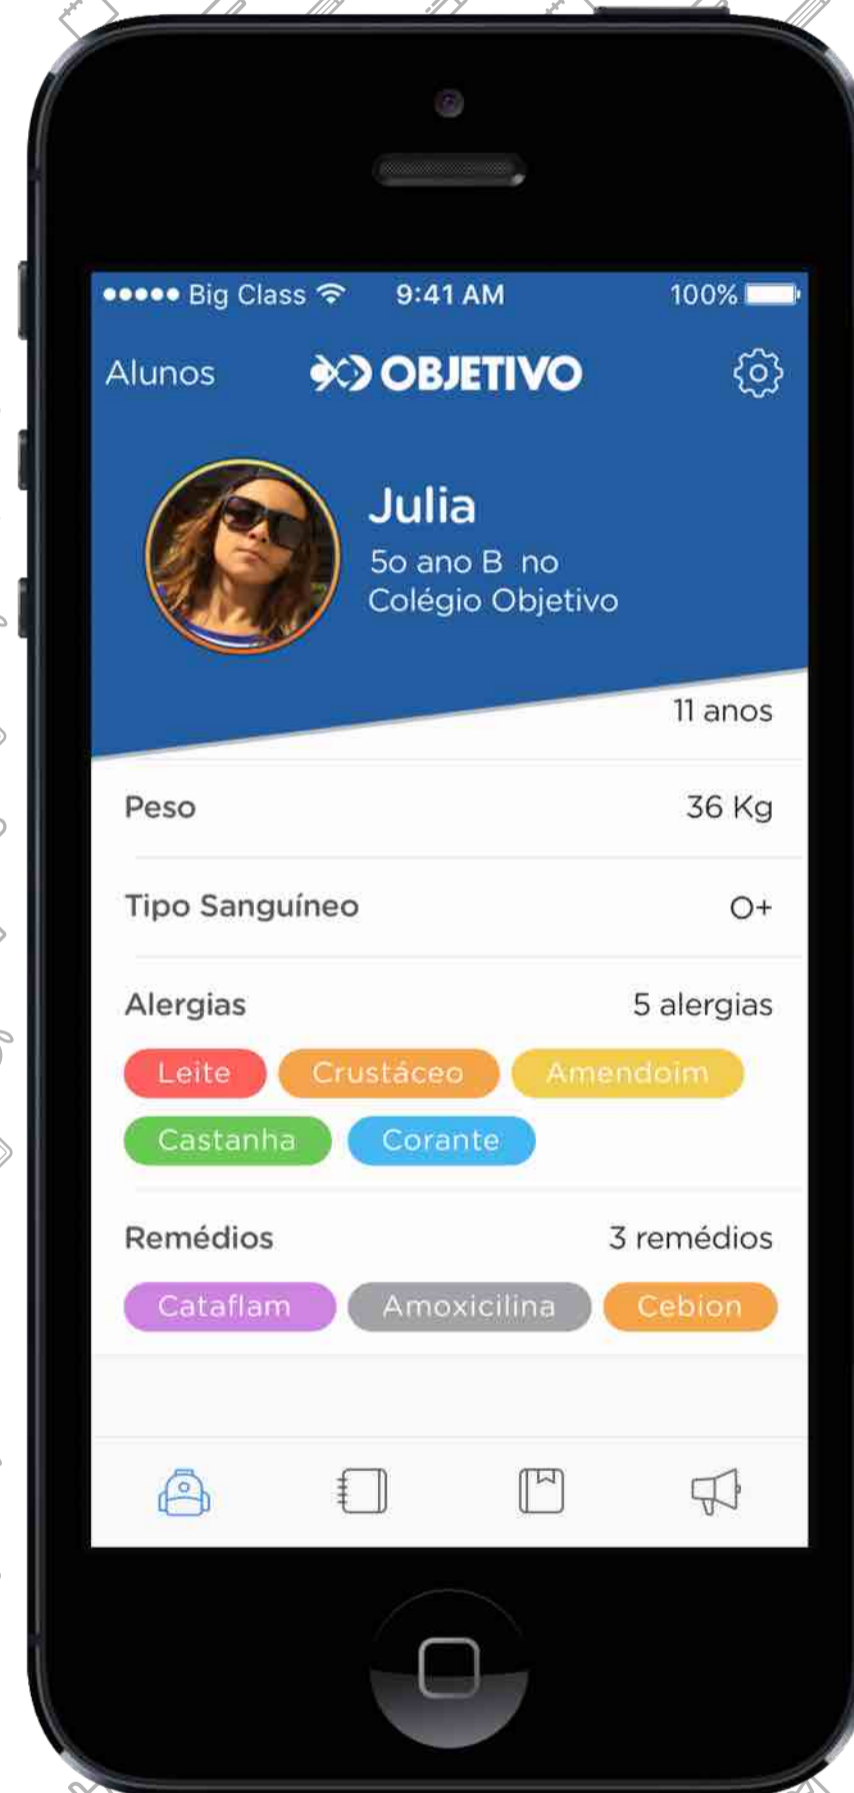 ●●●●● Big Class 9:41 AM 100%
Alunos OBJETIVO
Julia
5o ano B no
Colégio Objetivo
11 anos
Peso 36 Kg
Tipo Sanguíneo O+
Alergias 5 alergias
Leite Crustáceo Amendoim
Castanha Corante
Remédios 3 remédios
Cataflam Amoxicilina Cebion